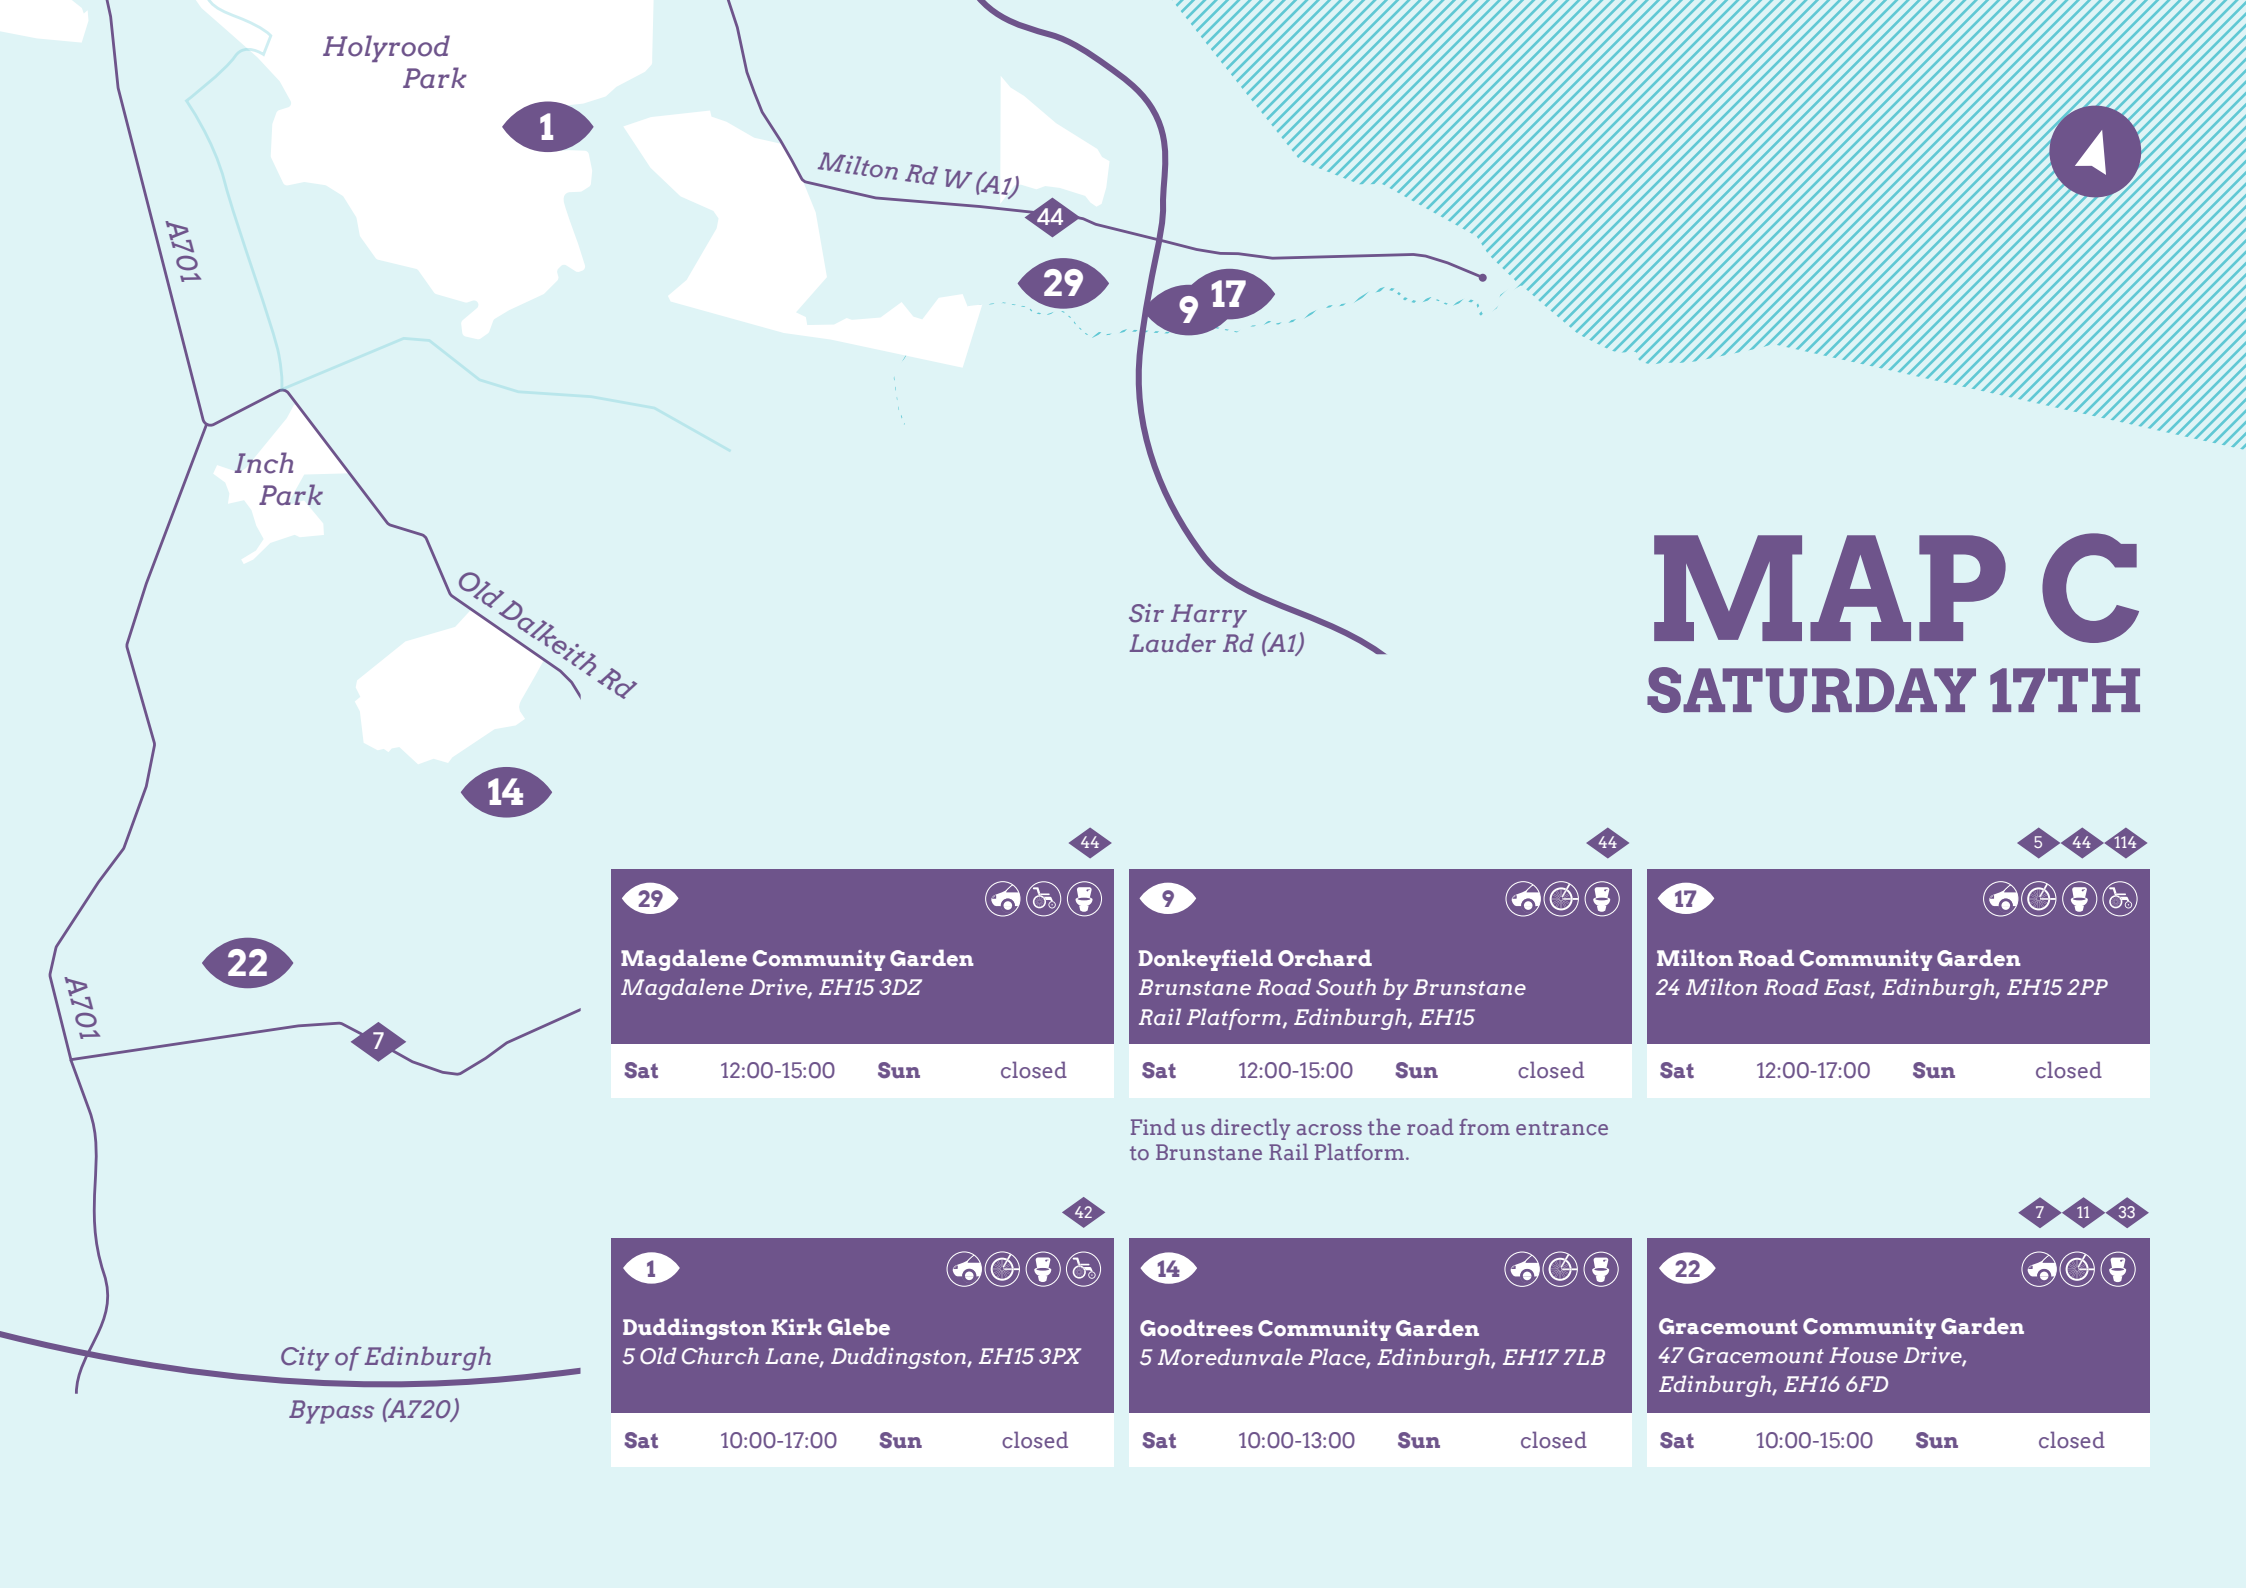 Holyrood
Park
1
Milton Rd W (A1)
44
A701
29
9
17
Inch
Park
Old Dalkeith Rd
Sir Harry
Lauder Rd (A1)
MAP C
SATURDAY 17TH
14
22
A701
7
City of Edinburgh
Bypass (A720)
44
29
Magdalene Community Garden
Magdalene Drive, EH15 3DZ
Sat 12:00-15:00 Sun closed
44
9
Donkeyfield Orchard
Brunstane Road South by Brunstane
Rail Platform, Edinburgh, EH15
Sat 12:00-15:00 Sun closed
Find us directly across the road from entrance
to Brunstane Rail Platform.
5 44 114
17
Milton Road Community Garden
24 Milton Road East, Edinburgh, EH15 2PP
Sat 12:00-17:00 Sun closed
42
1
Duddingston Kirk Glebe
5 Old Church Lane, Duddingston, EH15 3PX
Sat 10:00-17:00 Sun closed
14
Goodtrees Community Garden
5 Moredunvale Place, Edinburgh, EH17 7LB
Sat 10:00-13:00 Sun closed
7 11 33
22
Gracemount Community Garden
47 Gracemount House Drive,
Edinburgh, EH16 6FD
Sat 10:00-15:00 Sun closed